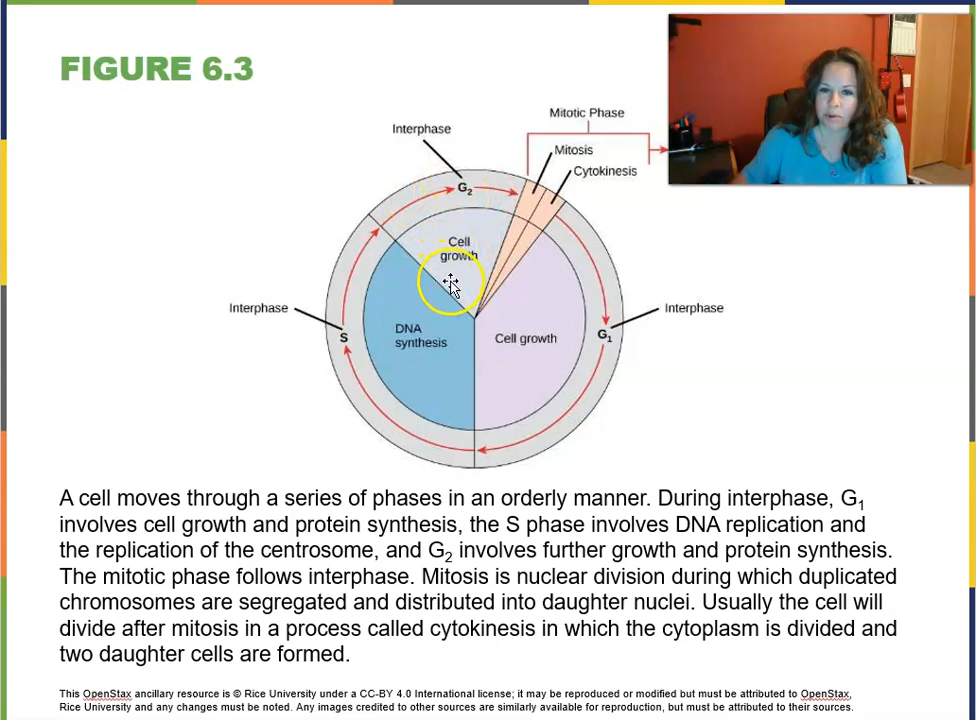 FIGURE 6.3
Mitotic Phase
Interphase
Mitosis
Cytokinesis
G₂
Cell
growth
Interphase
Interphase
DNA
synthesis
S
Cell growth
G₁
A cell moves through a series of phases in an orderly manner. During interphase, G₁
involves cell growth and protein synthesis, the S phase involves DNA replication and
the replication of the centrosome, and G₂ involves further growth and protein synthesis.
The mitotic phase follows interphase. Mitosis is nuclear division during which duplicated
chromosomes are segregated and distributed into daughter nuclei. Usually the cell will
divide after mitosis in a process called cytokinesis in which the cytoplasm is divided and
two daughter cells are formed.
This OpenStax ancillary resource is © Rice University under a CC-BY 4.0 International license; it may be reproduced or modified but must be attributed to OpenStax,
Rice University and any changes must be noted. Any images credited to other sources are similarly available for reproduction, but must be attributed to their sources.